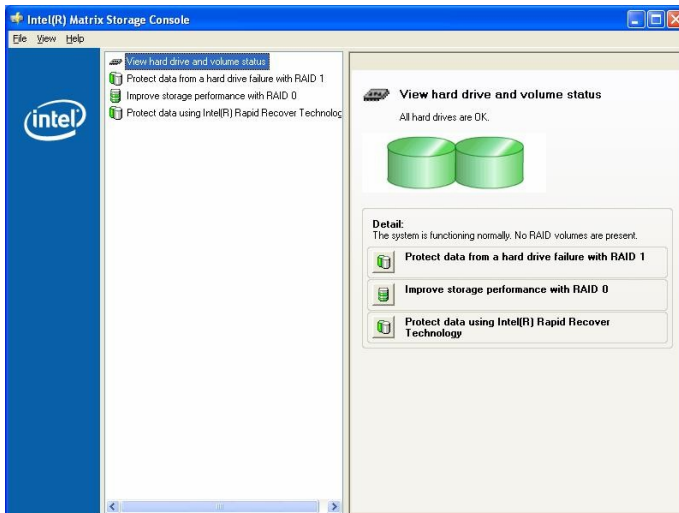 Intel(R) Matrix Storage Console
File View Help
intel
View hard drive and volume status
Protect data from a hard drive failure with RAID 1
Improve storage performance with RAID 0
Protect data using Intel(R) Rapid Recover Technolog
View hard drive and volume status
All hard drives are OK.
Detail:
The system is functioning normally. No RAID volumes are present.
Protect data from a hard drive failure with RAID 1
Improve storage performance with RAID 0
Protect data using Intel(R) Rapid Recover
Technology